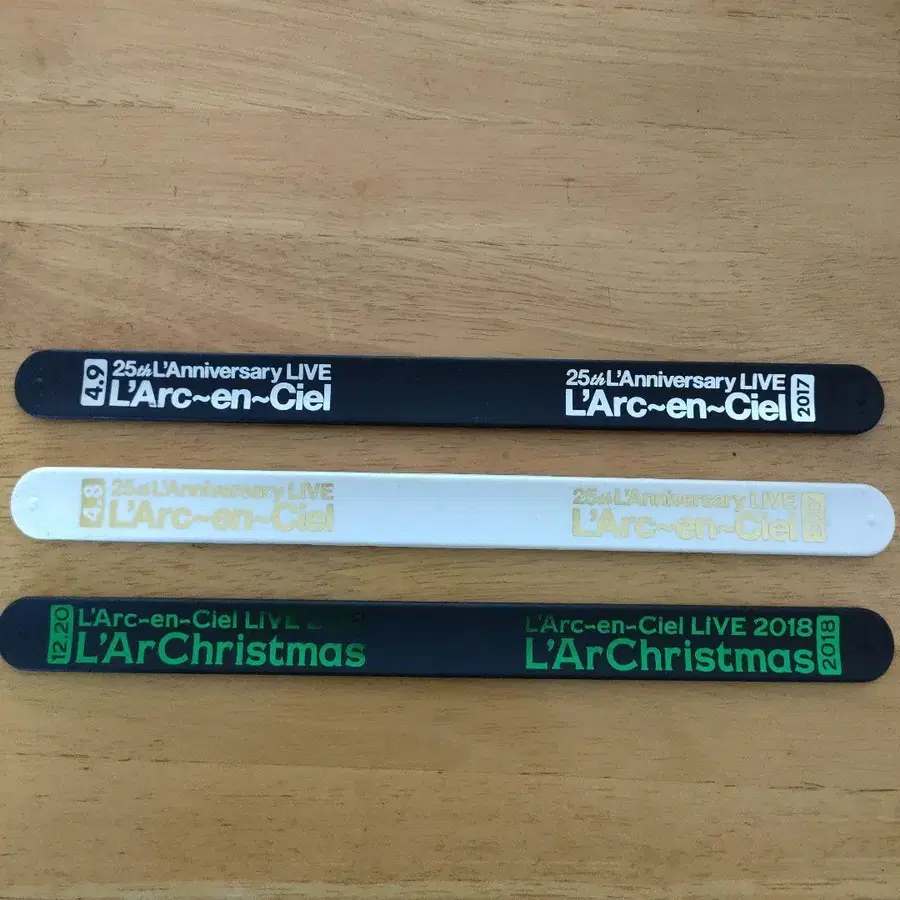 4.9
25th L'Anniversary LIVE
L'Arc~en~Ciel
25th L'Anniversary LIVE
L'Arc~en~Ciel
2017
4.8
25th L'Anniversary LIVE
L'Arc~en~Ciel
25th L'Anniversary LIVE
L'Arc~en~Ciel
2017
12.20
L'Arc~en~Ciel LIVE
L'ArChristmas
L'Arc~en~Ciel LIVE 2018
L'ArChristmas
2018